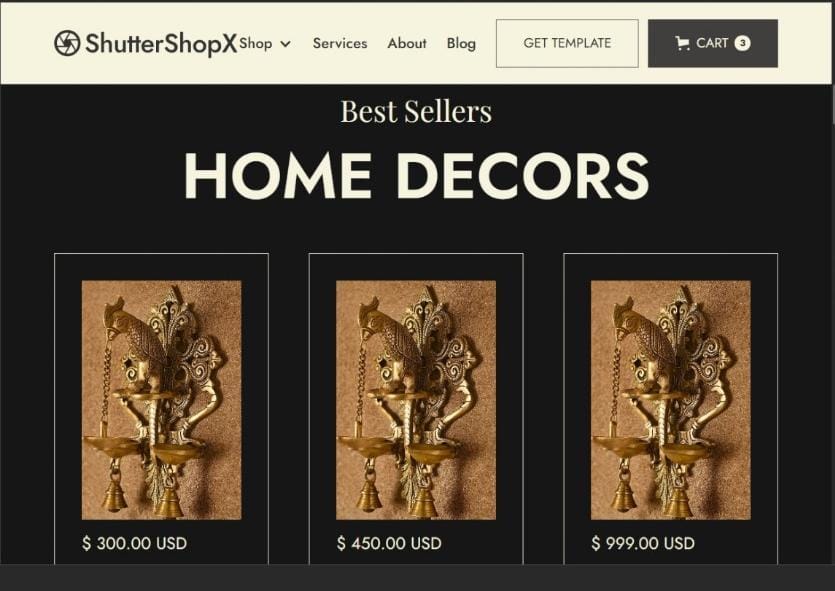 ShutterShopX Shop Services About Blog GET TEMPLATE CART 3
Best Sellers
HOME DECORS
$ 300.00 USD $ 450.00 USD $ 999.00 USD